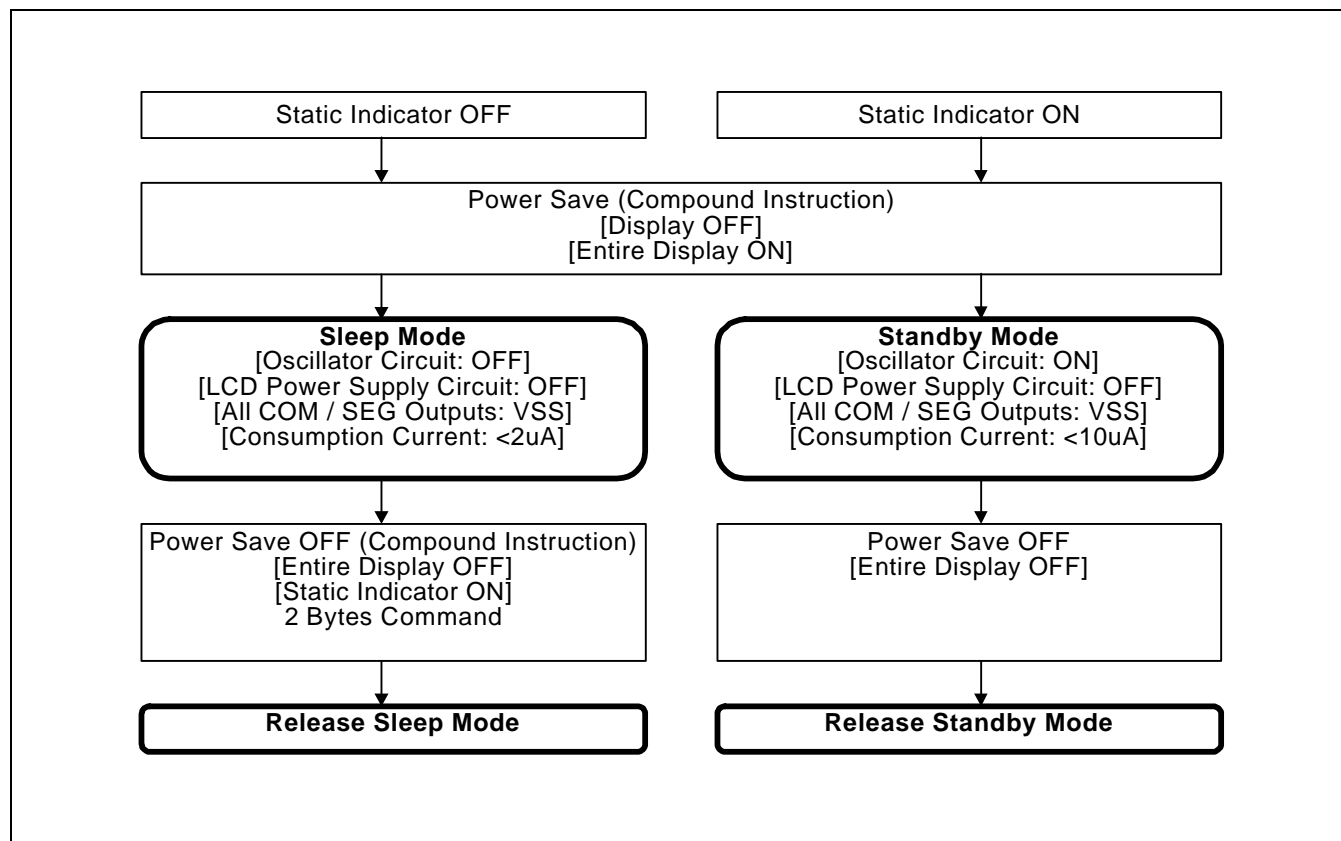 Static Indicator OFF
Static Indicator ON
Power Save (Compound Instruction)
[Display OFF]
[Entire Display ON]
Sleep Mode
[Oscillator Circuit: OFF]
[LCD Power Supply Circuit: OFF]
[All COM / SEG Outputs: VSS]
[Consumption Current: <2uA]
Standby Mode
[Oscillator Circuit: ON]
[LCD Power Supply Circuit: OFF]
[All COM / SEG Outputs: VSS]
[Consumption Current: <10uA]
Power Save OFF (Compound Instruction)
[Entire Display OFF]
[Static Indicator ON]
2 Bytes Command
Power Save OFF
[Entire Display OFF]
Release Sleep Mode
Release Standby Mode